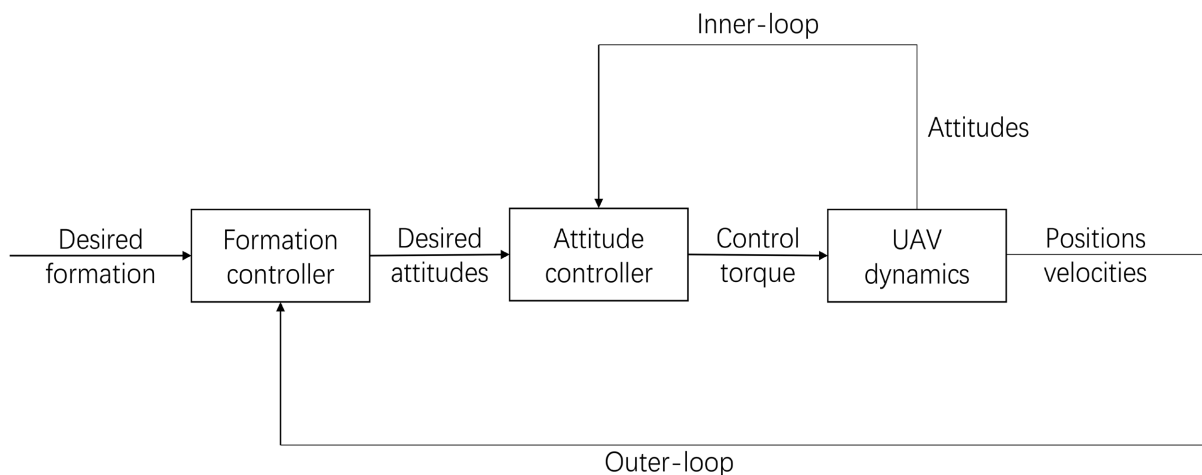 Inner-loop
Attitudes
Desired
formation
Formation
controller
Desired
attitudes
Attitude
controller
Control
torque
UAV
dynamics
Positions
velocities
Outer-loop